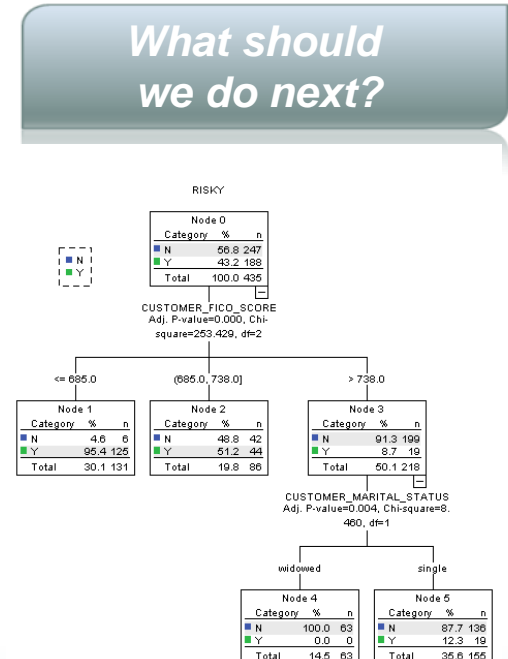 What should
we do next?
RISKY
N
Y
Node 0
Category % n
N 56.8 247
Y 43.2 188
Total 100.0 435
CUSTOMER_FICO_SCORE
Adj. P-value=0.000, Chi-
square=253.429, df=2
<= 685.0
(685.0, 738.0]
> 738.0
Node 1
Category % n
N 4.6 6
Y 95.4 125
Total 30.1 131
Node 2
Category % n
N 48.8 42
Y 51.2 44
Total 19.8 86
Node 3
Category % n
N 91.3 199
Y 8.7 19
Total 50.1 218
CUSTOMER_MARITAL_STATUS
Adj. P-value=0.004, Chi-square=8.
460, df=1
widowed
single
Node 4
Category % n
N 100.0 63
Y 0.0 0
Total 14.5 63
Node 5
Category % n
N 87.7 136
Y 12.3 19
Total 35.6 155